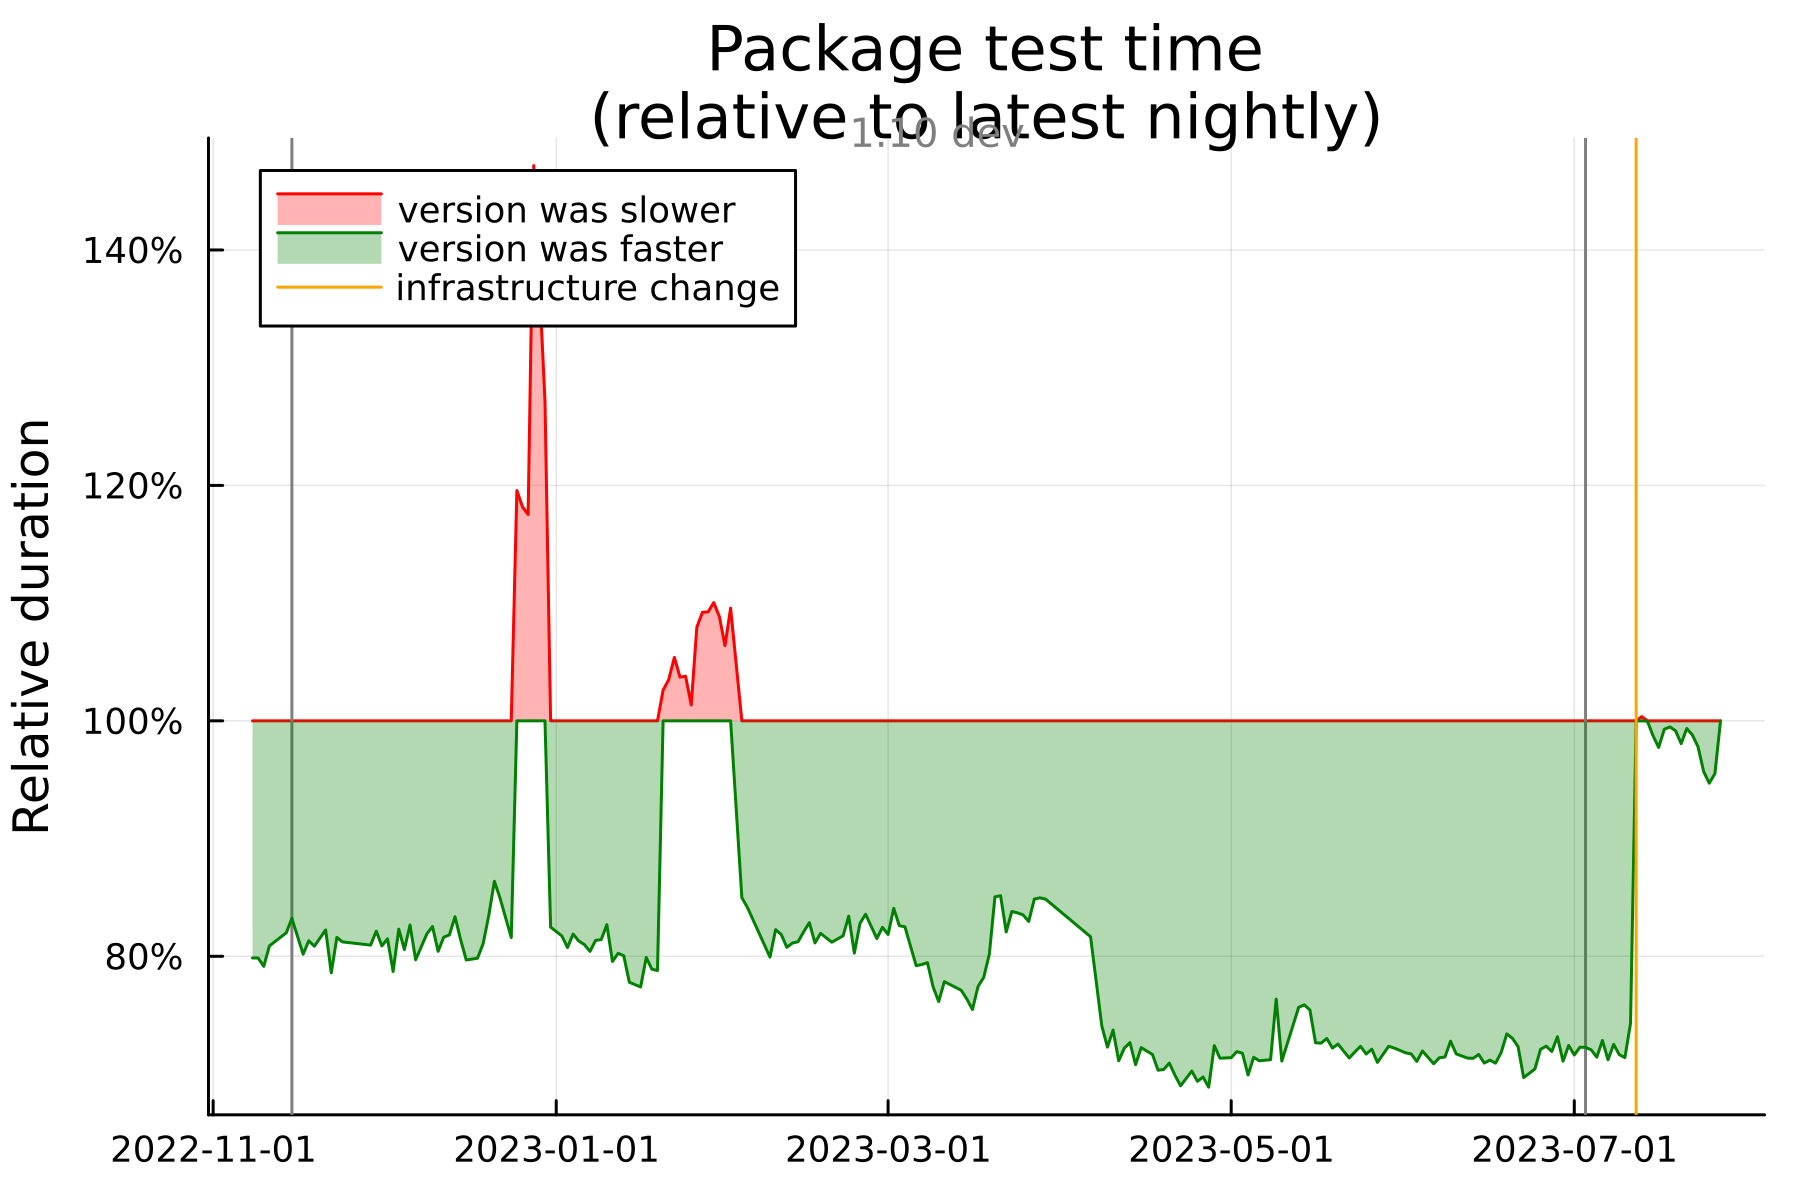 Package test time
(relative to latest nightly)
1.10 dev
version was slower
version was faster
infrastructure change
Relative duration
140%
120%
100%
80%
2022-11-01
2023-01-01
2023-03-01
2023-05-01
2023-07-01